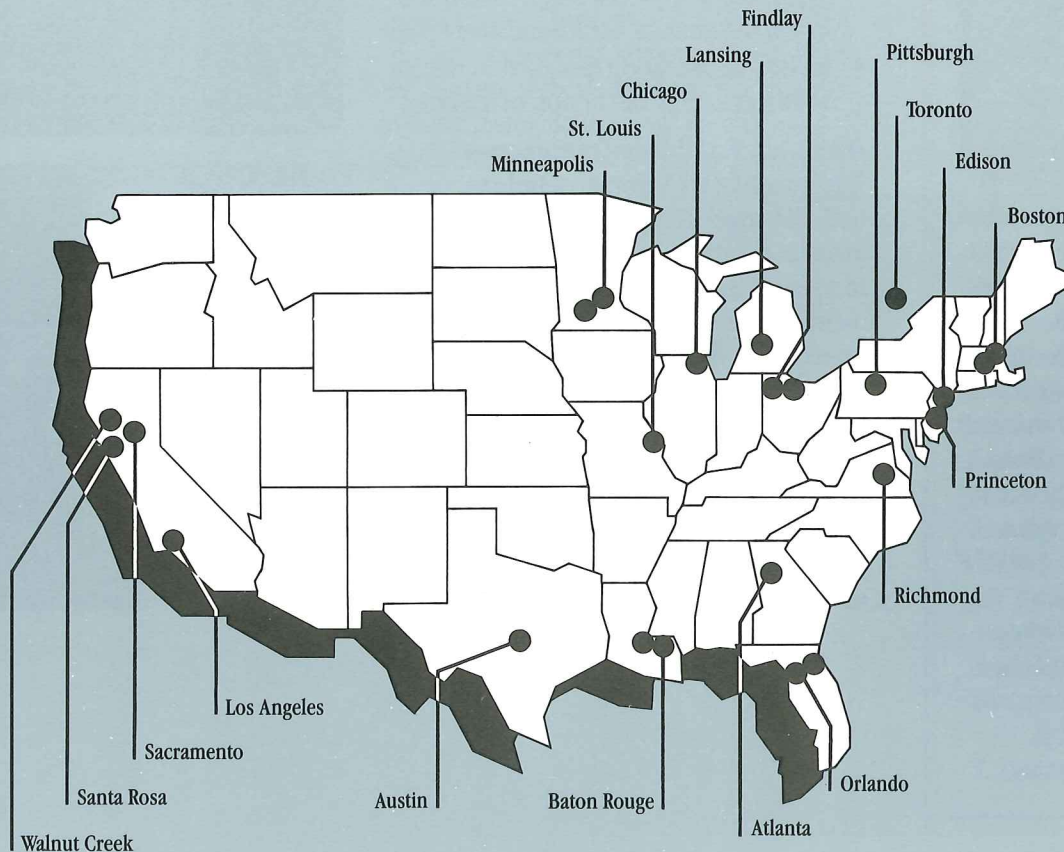 Findlay
Lansing
Pittsburgh
Chicago
Toronto
St. Louis
Edison
Minneapolis
Boston
Princeton
Richmond
Los Angeles
Sacramento
Orlando
Santa Rosa
Austin
Baton Rouge
Atlanta
Walnut Creek